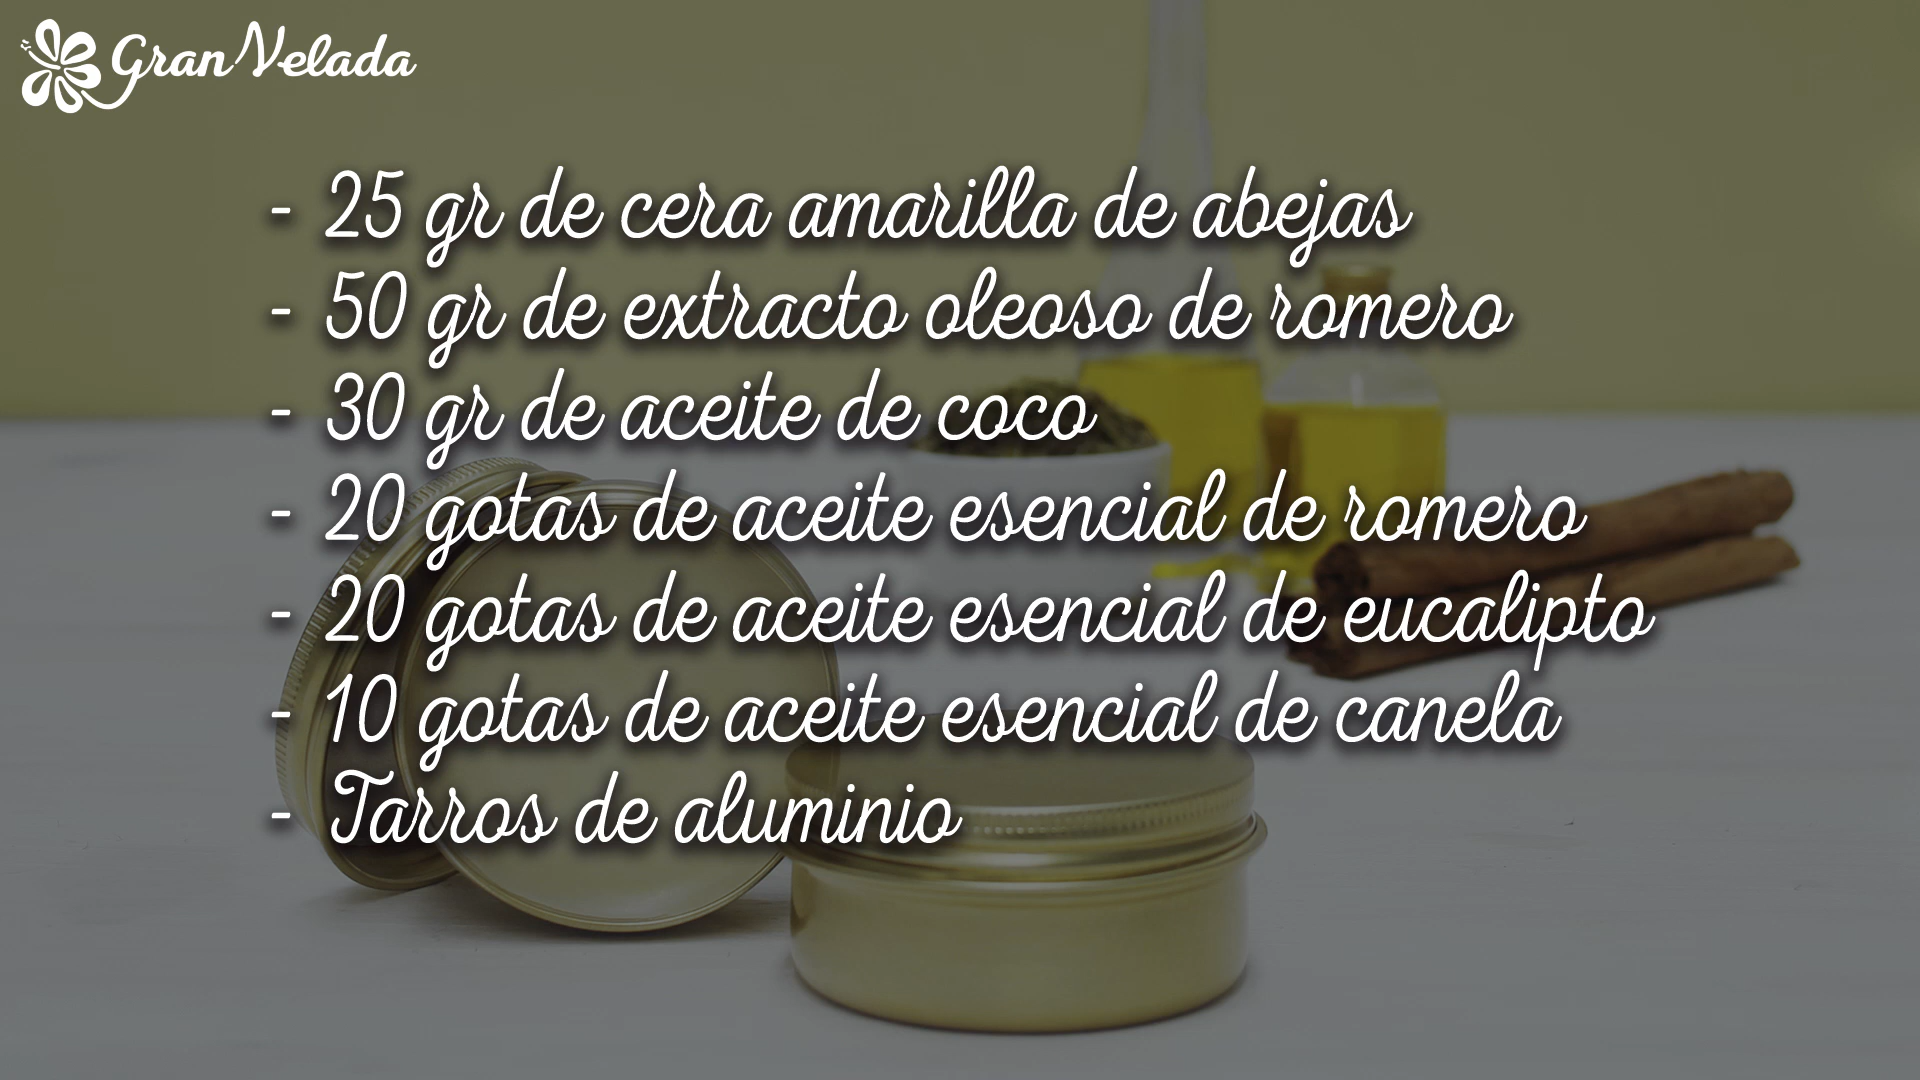 Gran Velada
- 25 gr de cera amarilla de abejas
- 50 gr de extracto oleoso de romero
- 30 gr de aceite de coco
- 20 gotas de aceite esencial de romero
- 20 gotas de aceite esencial de eucalipto
- 10 gotas de aceite esencial de canela
- Tarros de aluminio